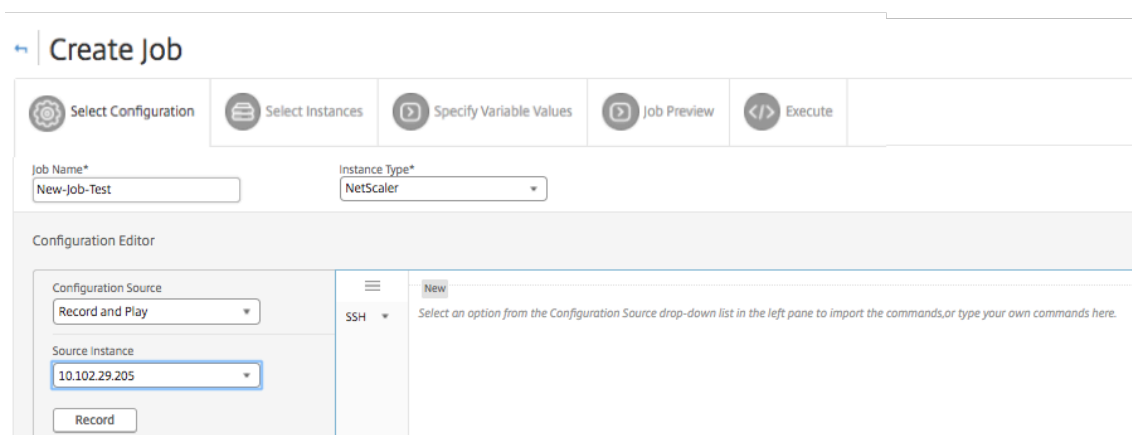 Create Job
Select Configuration
Select Instances
Specify Variable Values
Job Preview
</> Execute
Job Name*
Instance Type*
New-Job-Test
NetScaler
Configuration Editor
Configuration Source
Record and Play
Source Instance
10.102.29.205
Record
New
SSH
Select an option from the Configuration Source drop-down list in the left pane to import the commands,or type your own commands here.